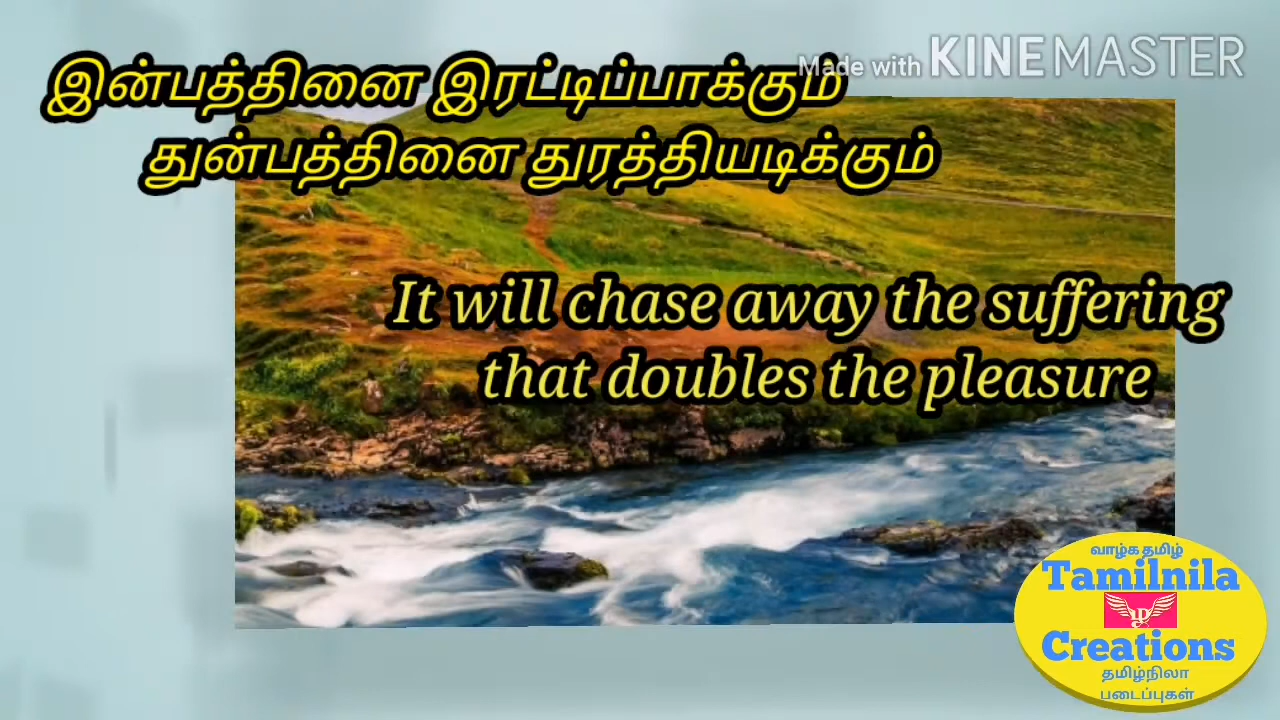 Made with KINEMASTER
இன்பத்தினை இரட்டிப்பாக்கும்
துன்பத்தினை துரத்தியடிக்கும்
It will chase away the suffering
that doubles the pleasure
வாழ்க தமிழ்
Tamilnila
ழ
Creations
தமிழ்நிலா
படைப்புகள்